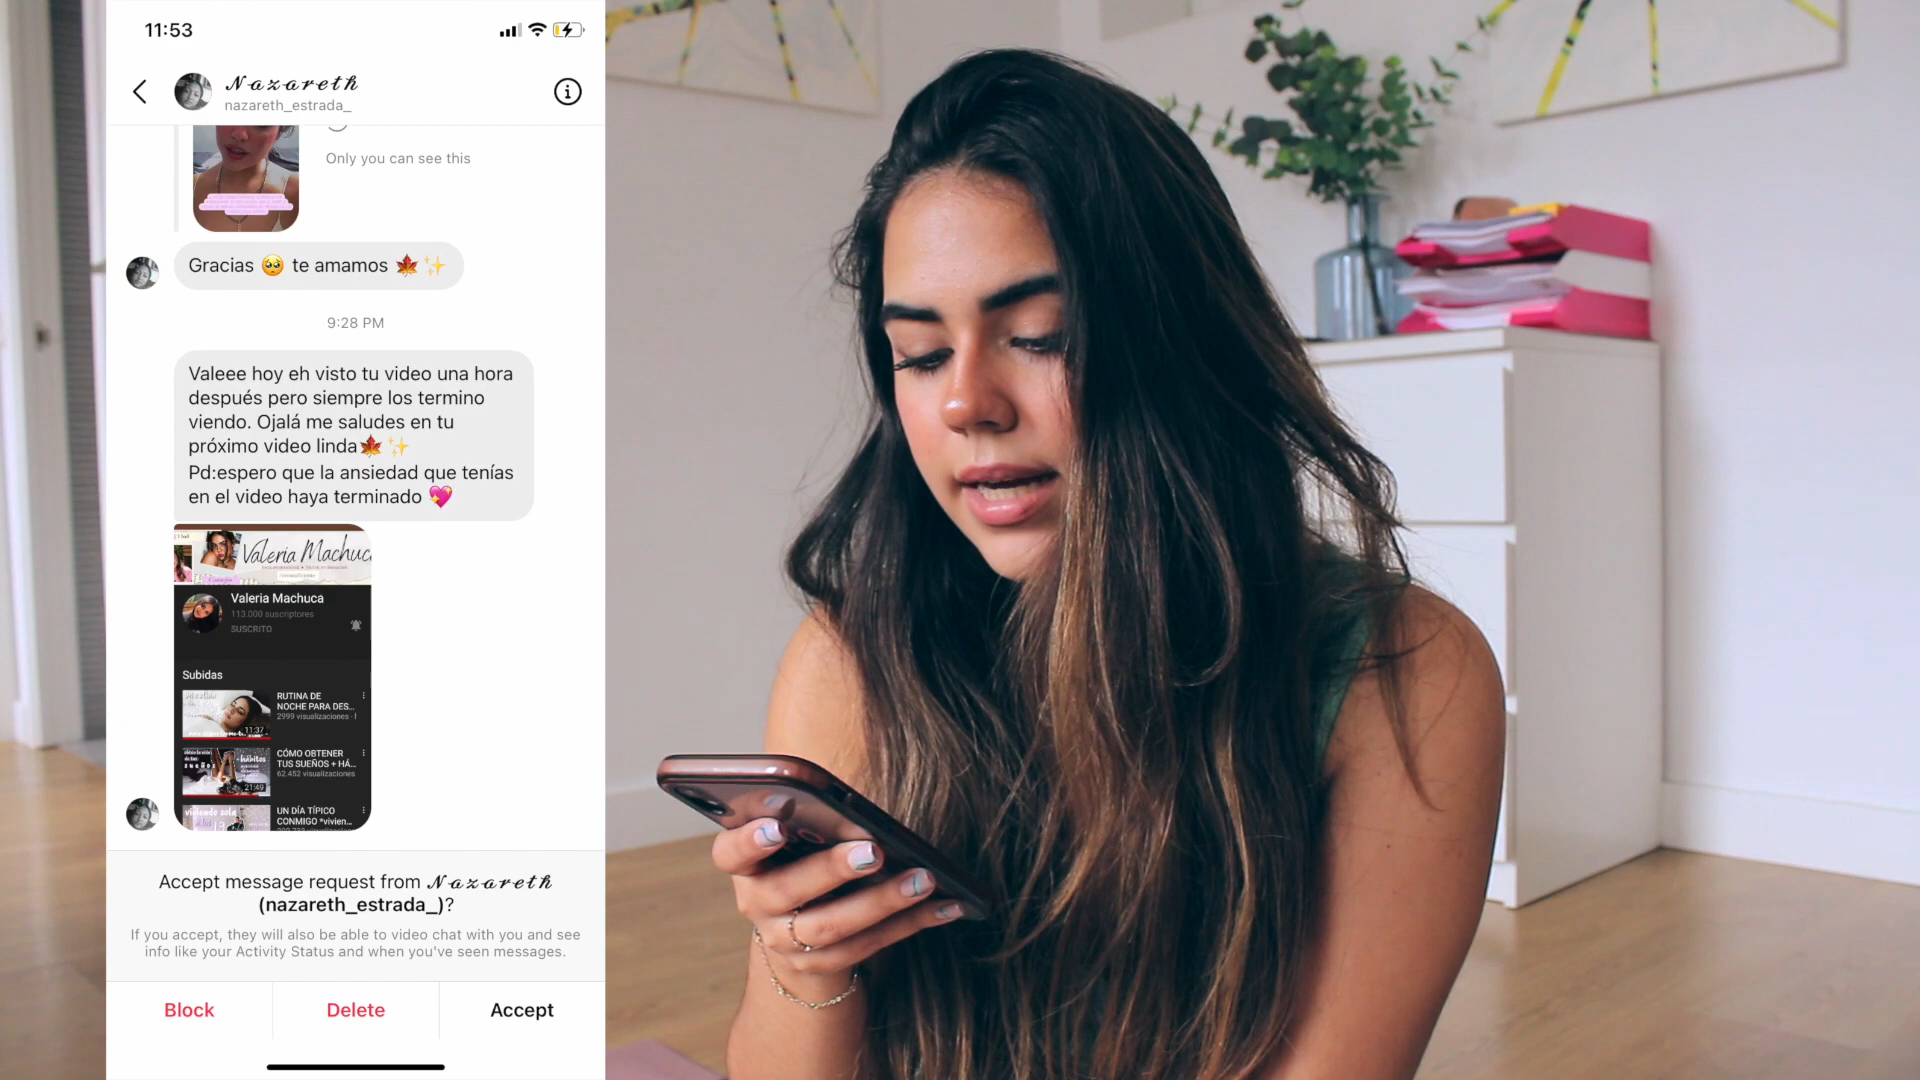 11:53
Nazareth
nazareth_estrada_
Only you can see this
Gracias 🥺 te amamos 🍁✨
9:28 PM
Valeee hoy eh visto tu video una hora
después pero siempre los termino
viendo. Ojalá me saludes en tu
próximo video linda🍁✨
Pd:espero que la ansiedad que tenías
en el video haya terminado 💖
Valeria Machuc
Valeria Machuca
113.000 suscriptores
SUSCRITO
Subidas
RUTINA DE
NOCHE PARA DES...
2999 visualizaciones
11:37
CÓMO OBTENER
TUS SUEÑOS + HÁ...
62.452 visualizaciones
+hábitos
sueños
21:49
UN DÍA TÍPICO
CONMIGO *vivien...
viviendo sola
Accept message request from Nazareth
(nazareth_estrada_)?
If you accept, they will also be able to video chat with you and see
info like your Activity Status and when you've seen messages.
Block
Delete
Accept